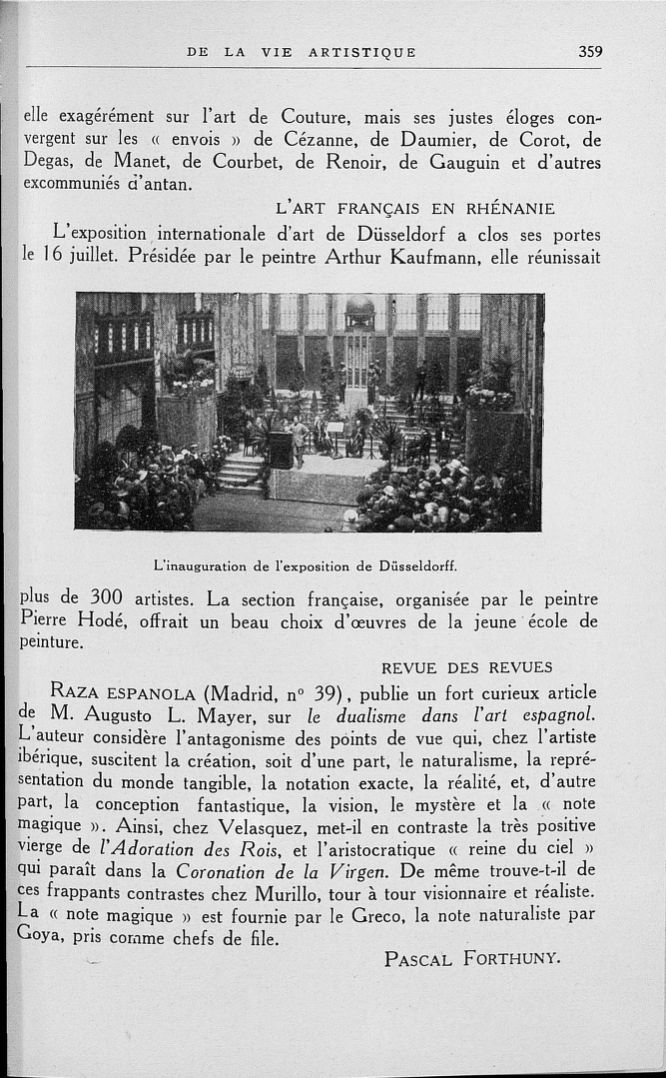 DE LA VIE ARTISTIQUE 359
elle exagérément sur l'art de Couture, mais ses justes éloges con-
vergent sur les « envois » de Cézanne, de Daumier, de Corot, de
Degas, de Manet, de Courbet, de Renoir, de Gauguin et d'autres
excommuniés d'antan.
L'ART FRANÇAIS EN RHÉNANIE
L'exposition internationale d'art de Düsseldorf a clos ses portes
le 16 juillet. Présidée par le peintre Arthur Kaufmann, elle réunissait
L'inauguration de l'exposition de Düsseldorff.
plus de 300 artistes. La section française, organisée par le peintre
Pierre Hodé, offrait un beau choix d'œuvres de la jeune école de
peinture.
REVUE DES REVUES
RAZA ESPANOLA (Madrid, n° 39), publie un fort curieux article
de M. Augusto L. Mayer, sur le dualisme dans l'art espagnol.
L'auteur considère l'antagonisme des points de vue qui, chez l'artiste
ibérique, suscitent la création, soit d'une part, le naturalisme, la repré-
sentation du monde tangible, la notation exacte, la réalité, et, d'autre
part, la conception fantastique, la vision, le mystère et la « note
magique ». Ainsi, chez Velasquez, met-il en contraste la très positive
vierge de l'Adoration des Rois, et l'aristocratique « reine du ciel »
qui paraît dans la Coronation de la Virgen. De même trouve-t-il de
ces frappants contrastes chez Murillo, tour à tour visionnaire et réaliste.
La « note magique » est fournie par le Greco, la note naturaliste par
Goya, pris comme chefs de file.
PASCAL FORTHUNY.